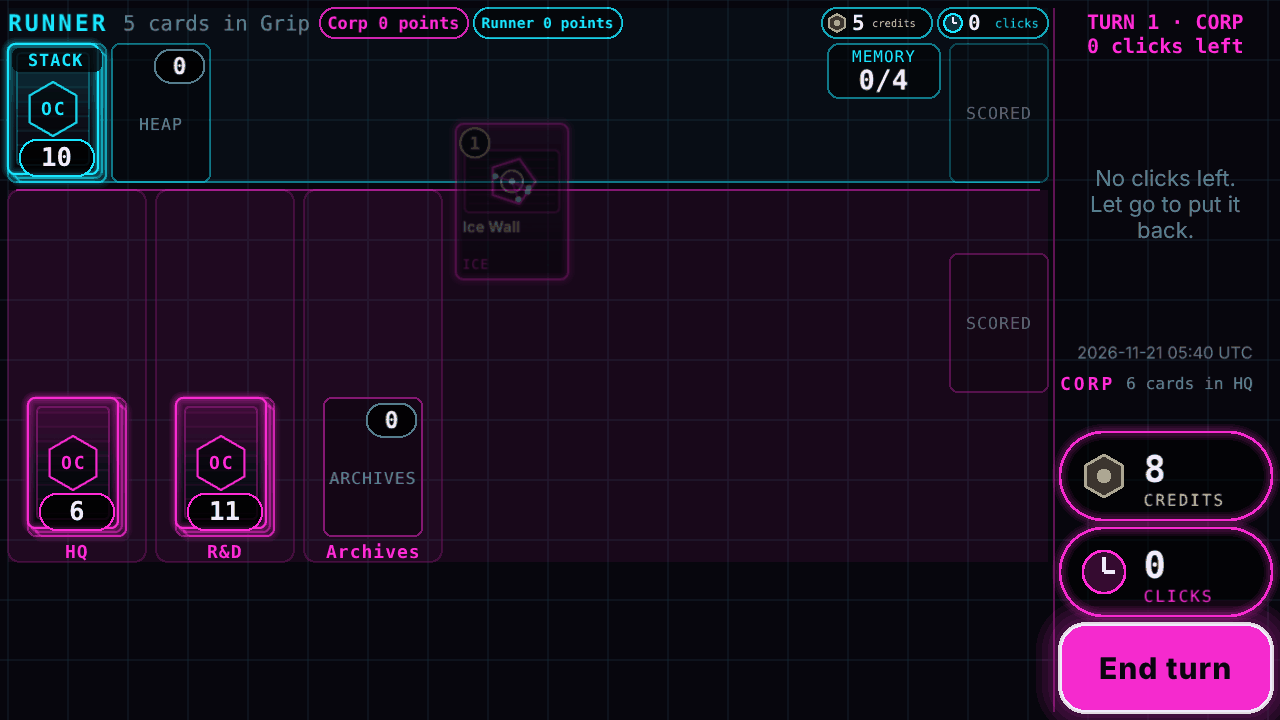 RUNNER 5 cards in Grip Corp 0 points Runner 0 points 5 credits 0 clicks
STACK
OC
10
0
HEAP
MEMORY
0/4
SCORED
TURN 1 · CORP
0 clicks left
1
Ice Wall
ICE
No clicks left.
Let go to put it
back.
SCORED
2026-11-21 05:40 UTC
CORP 6 cards in HQ
OC
6
HQ
OC
11
R&D
0
ARCHIVES
Archives
8
CREDITS
0
CLICKS
End turn